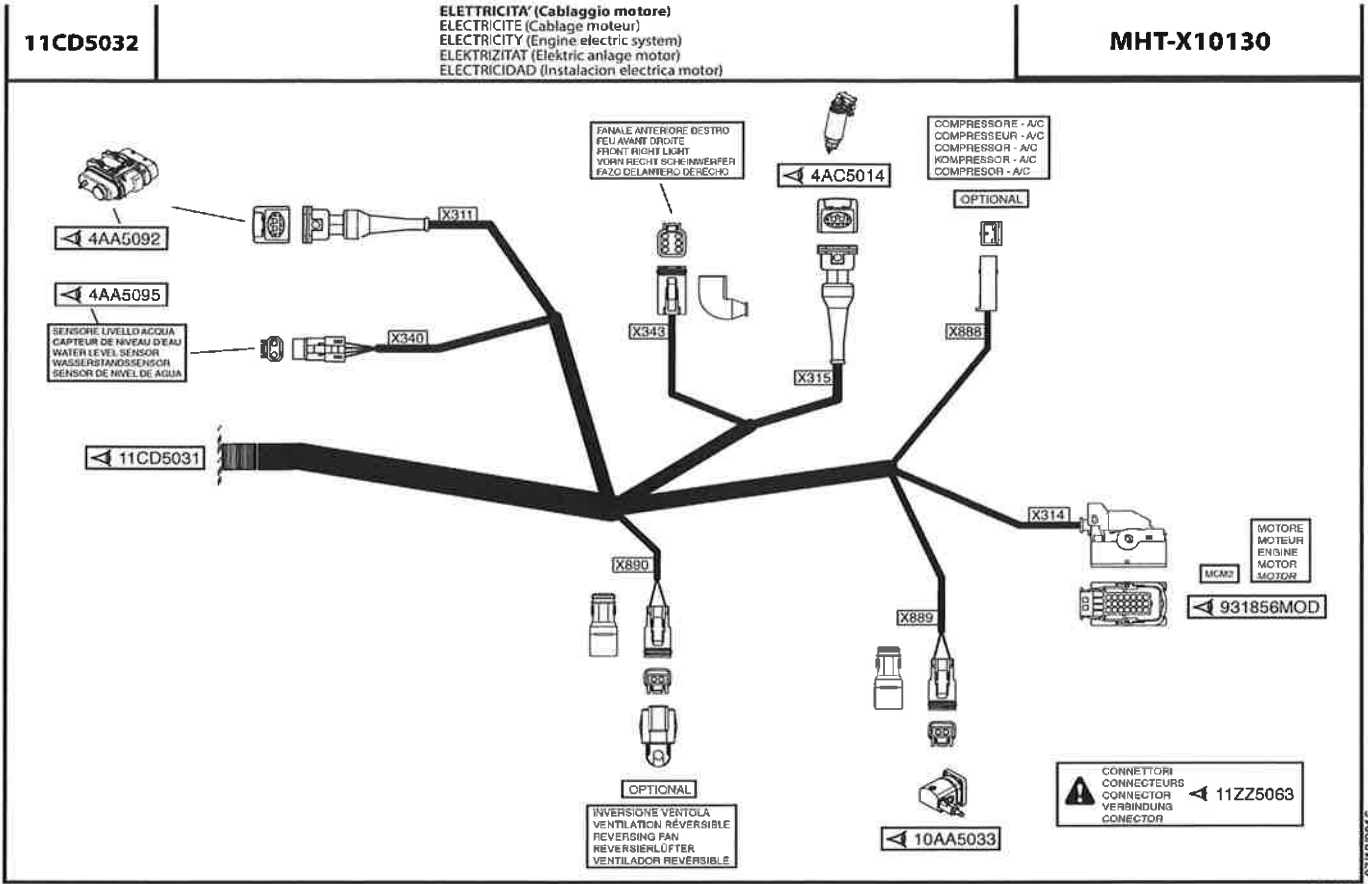 11CD5032
ELETTRICITA' (Cablaggio motore)
ELECTRICITE (Cablage moteur)
ELECTRICITY (Engine electric system)
ELEKTRIZITAT (Elektric anlage motor)
ELECTRICIDAD (Instalacion electrica motor)
MHT-X10130
4AA5092
4AA5095
SENSORE LIVELLO ACQUA
CAPTEUR DE NIVEAU D'EAU
WATER LEVEL SENSOR
WASSERSTANDSSENSOR
SENSOR DE NIVEL DE AGUA
X311
X340
FANALE ANTERIORE DESTRO
FEU AVANT DROITE
FRONT RIGHT LIGHT
VORN RECHT SCHEINWERFER
FAZO DELANTERO DERECHO
4AC5014
COMPRESSORE - A/C
COMPRESSEUR - A/C
COMPRESSOR - A/C
KOMPRESSOR - A/C
COMPRESOR - A/C
OPTIONAL
X343
X315
X888
11CD5031
X314
MOTORE
MOTEUR
ENGINE
MOTOR
MOTOR
MCM2
931856MOD
X890
X889
OPTIONAL
INVERSIONE VENTOLA
VENTILATION RÉVERSIBLE
REVERSING FAN
REVERSIERLÜFTER
VENTILADOR REVERSIBLE
10AA5033
CONNETTORI
CONNECTEURS
CONNECTOR
VERBINDUNG
CONECTOR
11ZZ5063